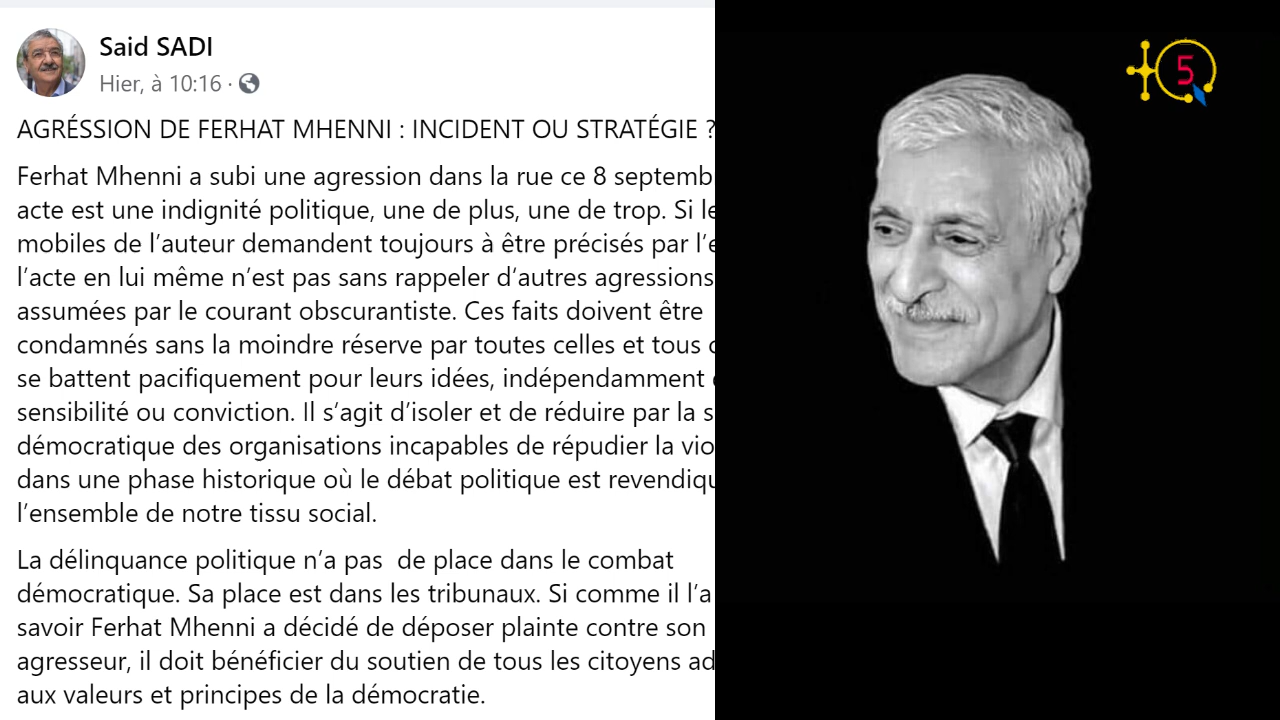 Said SADI
Hier, à 10:16 ·
AGRÉSSION DE FERHAT MHENNI : INCIDENT OU STRATÉGIE ?
Ferhat Mhenni a subi une agression dans la rue ce 8 septemb
acte est une indignité politique, une de plus, une de trop. Si le
mobiles de l’auteur demandent toujours à être précisés par l’e
l’acte en lui même n’est pas sans rappeler d‘autres agressions
assumées par le courant obscurantiste. Ces faits doivent être
condamnés sans la moindre réserve par toutes celles et tous c
se battent pacifiquement pour leurs idées, indépendamment
sensibilité ou conviction. Il s‘agit d’isoler et de réduire par la s
démocratique des organisations incapables de répudier la vio
dans une phase historique où le débat politique est revendiqu
l’ensemble de notre tissu social.
La délinquance politique n’a pas  de place dans le combat
démocratique. Sa place est dans les tribunaux. Si comme il l’a
savoir Ferhat Mhenni a décidé de déposer plainte contre son
agresseur, il doit bénéficier du soutien de tous les citoyens ad
aux valeurs et principes de la démocratie.
5